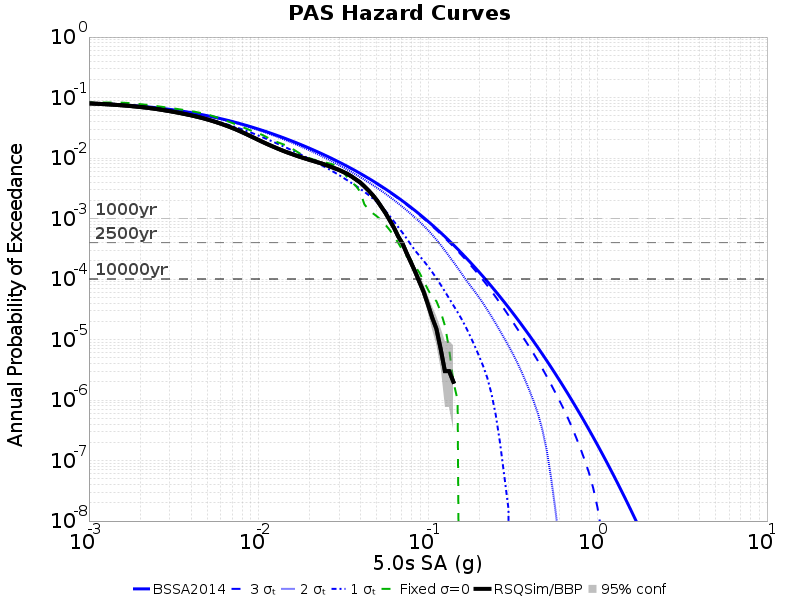 PAS Hazard Curves
Annual Probability of Exceedance
10⁰
10⁻¹
10⁻²
10⁻³
10⁻⁴
10⁻⁵
10⁻⁶
10⁻⁷
10⁻⁸
1000yr
2500yr
10000yr
10⁻³ 10⁻² 10⁻¹ 10⁰ 10¹
5.0s SA (g)
BSSA2014 3 σₜ 2 σₜ 1 σₜ Fixed σ=0 RSQSim/BBP 95% conf